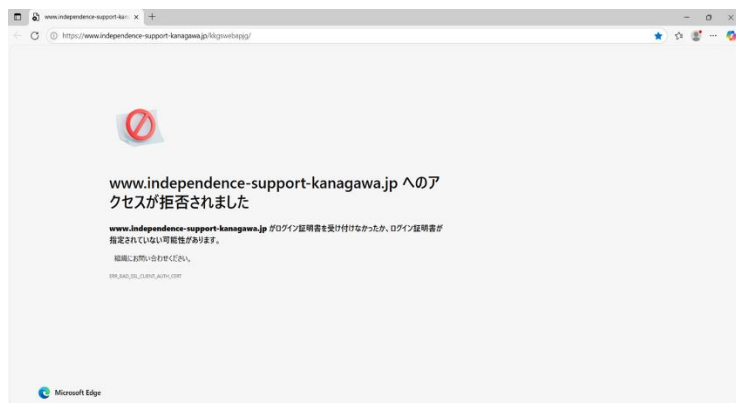 www.independence-support-kana
https://www.independence-support-kanagawa.jp/kkgswebapjg/
www.independence-support-kanagawa.jp へのア
クセスが拒否されました
www.independence-support-kanagawa.jp がログイン証明書を受け付けなかったか、ログイン証明書が
指定されていない可能性があります。
組織にお問い合わせください。
ERR_BAD_SSL_CLIENT_AUTH_CERT
Microsoft Edge